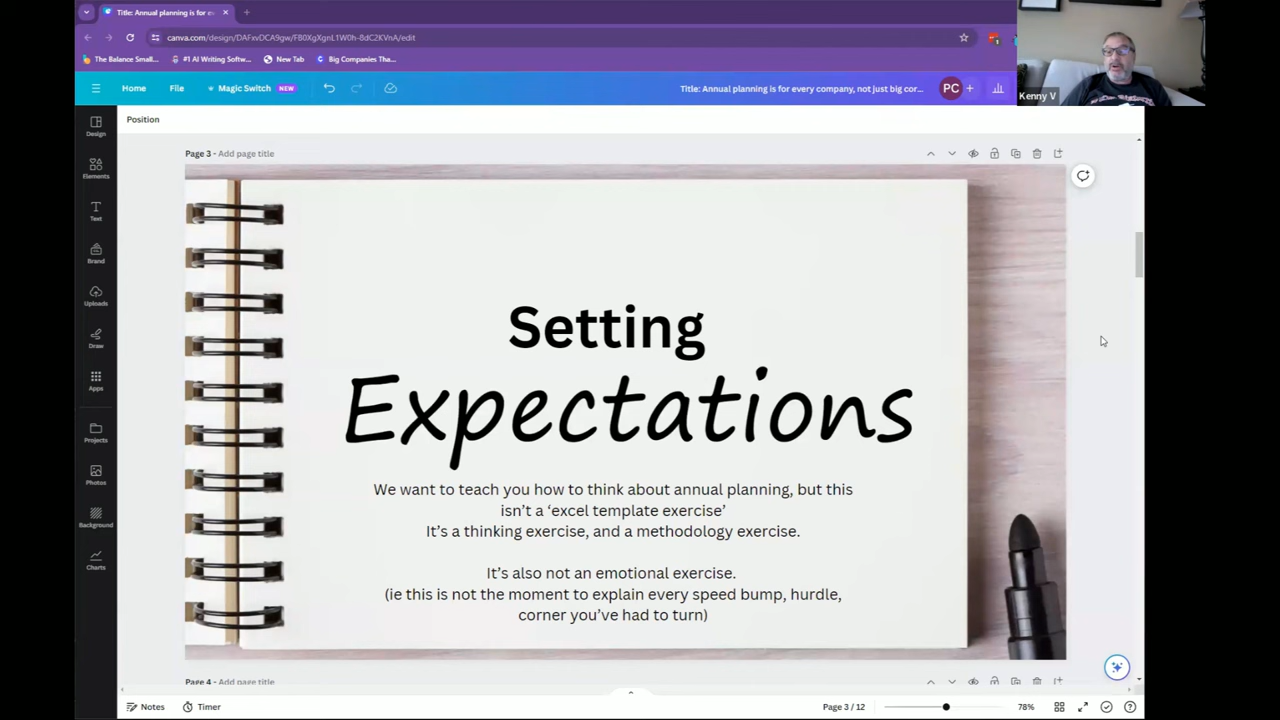 Title: Annual planning is for ev
canva.com/design/DAFxvDCA9gw/F80XgXgnL1W0h-8dC2KVnA/edit
The Balance Small...
#1 AI Writing Softw...
New Tab
Big Companies Tha...
Home
File
Magic Switch
NEW
Title: Annual planning is for every company, not just big cor...
PC
Kenny V
Position
Design
Elements
Text
Brand
Uploads
Draw
Apps
Projects
Photos
Background
Charts
Page 3 - Add page title
Setting
Expectations
We want to teach you how to think about annual planning, but this
isn’t a ‘excel template exercise’
It’s a thinking exercise, and a methodology exercise.
It’s also not an emotional exercise.
(ie this is not the moment to explain every speed bump, hurdle,
corner you’ve had to turn)
Page 4 - Add page title
Notes
Timer
Page 3 / 12
78%